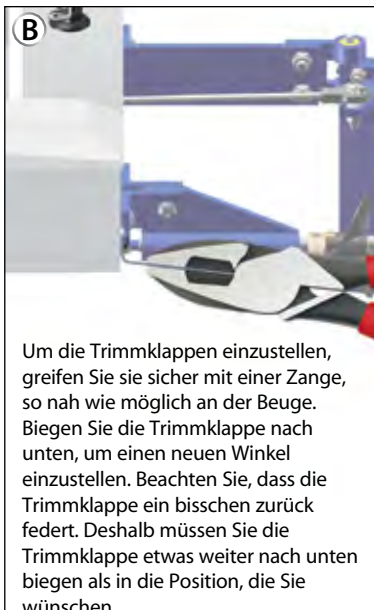 B
Um die Trimmklappen einzustellen,
greifen Sie sie sicher mit einer Zange,
so nah wie möglich an der Beuge.
Biegen Sie die Trimmklappe nach
unten, um einen neuen Winkel
einzustellen. Beachten Sie, dass die
Trimmklappe ein bisschen zurück
federt. Deshalb müssen Sie die
Trimmklappe etwas weiter nach unten
biegen als in die Position, die Sie
wünschen